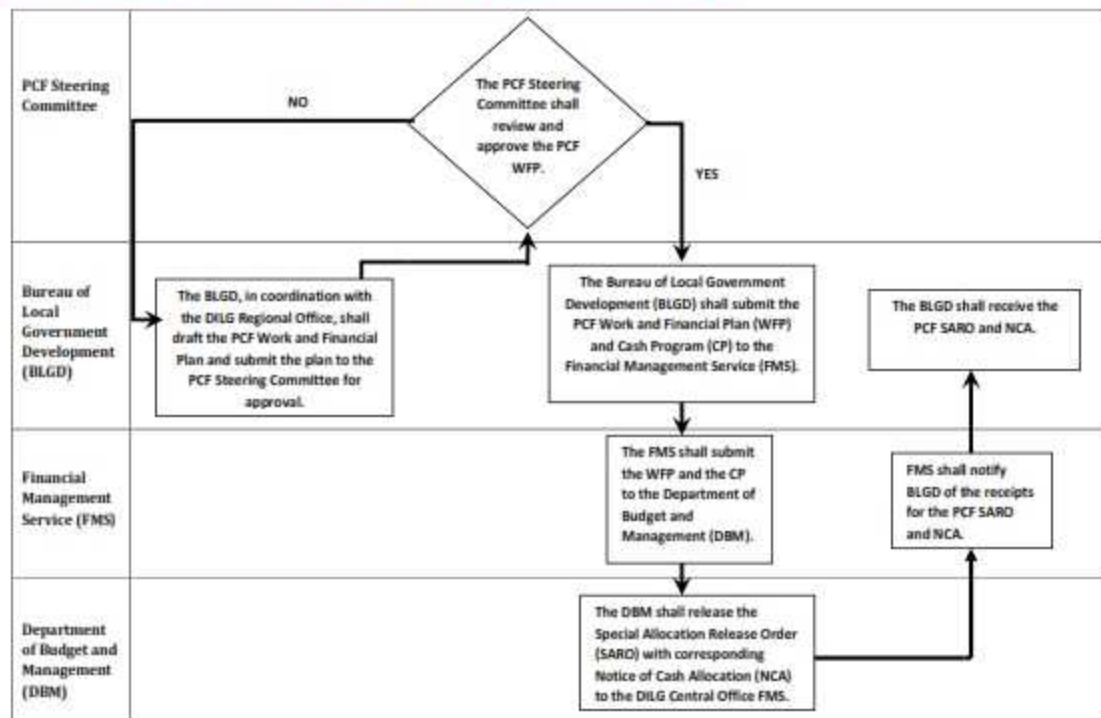 PCF Steering
Committee
NO
The PCF Steering
Committee shall
review and
approve the PCF
WFP.
YES
Bureau of
Local
Government
Development
(BLGD)
The BLGD, in coordination with
the DILG Regional Office, shall
draft the PCF Work and Financial
Plan and submit the plan to the
PCF Steering Committee for
approval.
The Bureau of Local Government
Development (BLGD) shall submit the
PCF Work and Financial Plan (WFP)
and Cash Program (CP) to the
Financial Management Service (FMS).
The BLGD shall receive the
PCF SARO and NCA.
Financial
Management
Service (FMS)
The FMS shall submit
the WFP and the CP
to the Department of
Budget and
Management (DBM).
FMS shall notify
BLGD of the receipts
for the PCF SARO
and NCA.
Department
of Budget and
Management
(DBM)
The DBM shall release the
Special Allocation Release Order
(SARO) with corresponding
Notice of Cash Allocation (NCA)
to the DILG Central Office FMS.